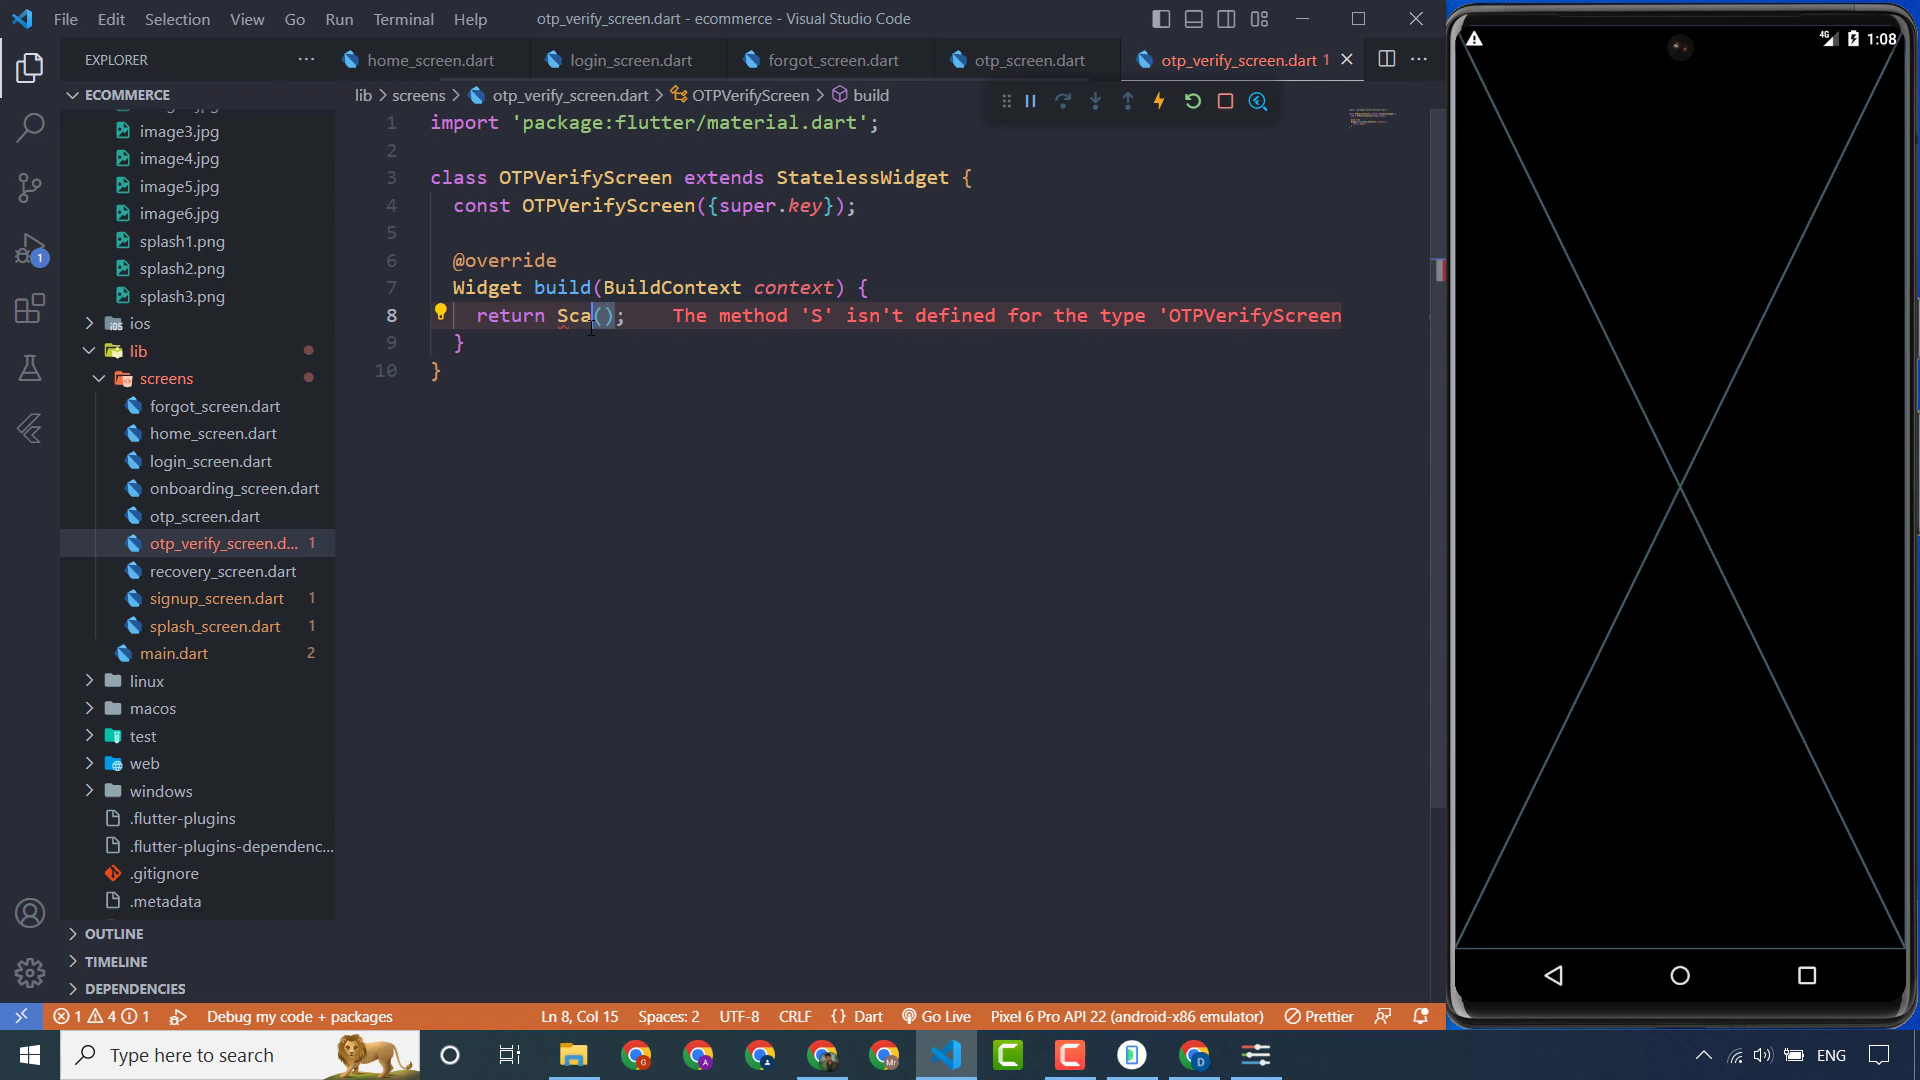 File Edit Selection View Go Run Terminal Help
otp_verify_screen.dart - ecommerce - Visual Studio Code
EXPLORER
home_screen.dart
login_screen.dart
forgot_screen.dart
otp_screen.dart
otp_verify_screen.dart 1
ECOMMERCE
lib > screens > otp_verify_screen.dart > OTPVerifyScreen > build
image3.jpg
image4.jpg
image5.jpg
image6.jpg
splash1.png
splash2.png
splash3.png
ios
lib
screens
forgot_screen.dart
home_screen.dart
login_screen.dart
onboarding_screen.dart
otp_screen.dart
otp_verify_screen.d... 1
recovery_screen.dart
signup_screen.dart 1
splash_screen.dart 1
main.dart 2
linux
macos
test
web
windows
.flutter-plugins
.flutter-plugins-dependenc...
.gitignore
.metadata
OUTLINE
TIMELINE
DEPENDENCIES
1
1 import 'package:flutter/material.dart';
2
3 class OTPVerifyScreen extends StatelessWidget {
4 const OTPVerifyScreen({super.key});
5
6 @override
7 Widget build(BuildContext context) {
8 return Sca(); The method 'S' isn't defined for the type 'OTPVerifyScreen
9 }
10 }
4G 1:08
1 4 1 Debug my code + packages
Ln 8, Col 15 Spaces: 2 UTF-8 CRLF {} Dart Go Live Pixel 6 Pro API 22 (android-x86 emulator) Prettier
Type here to search
ENG